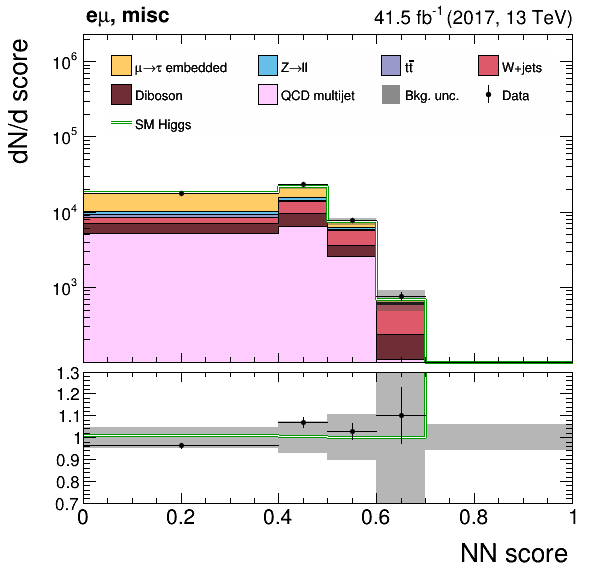 eμ, misc 41.5 fb⁻¹ (2017, 13 TeV)
dN/d score
10⁶
10⁵
10⁴
10³
μ→τ embedded Z→ll tt̄ W+jets
Diboson QCD multijet Bkg. unc. Data
SM Higgs
1.3
1.2
1.1
1
0.9
0.8
0.7
0 0.2 0.4 0.6 0.8 1
NN score